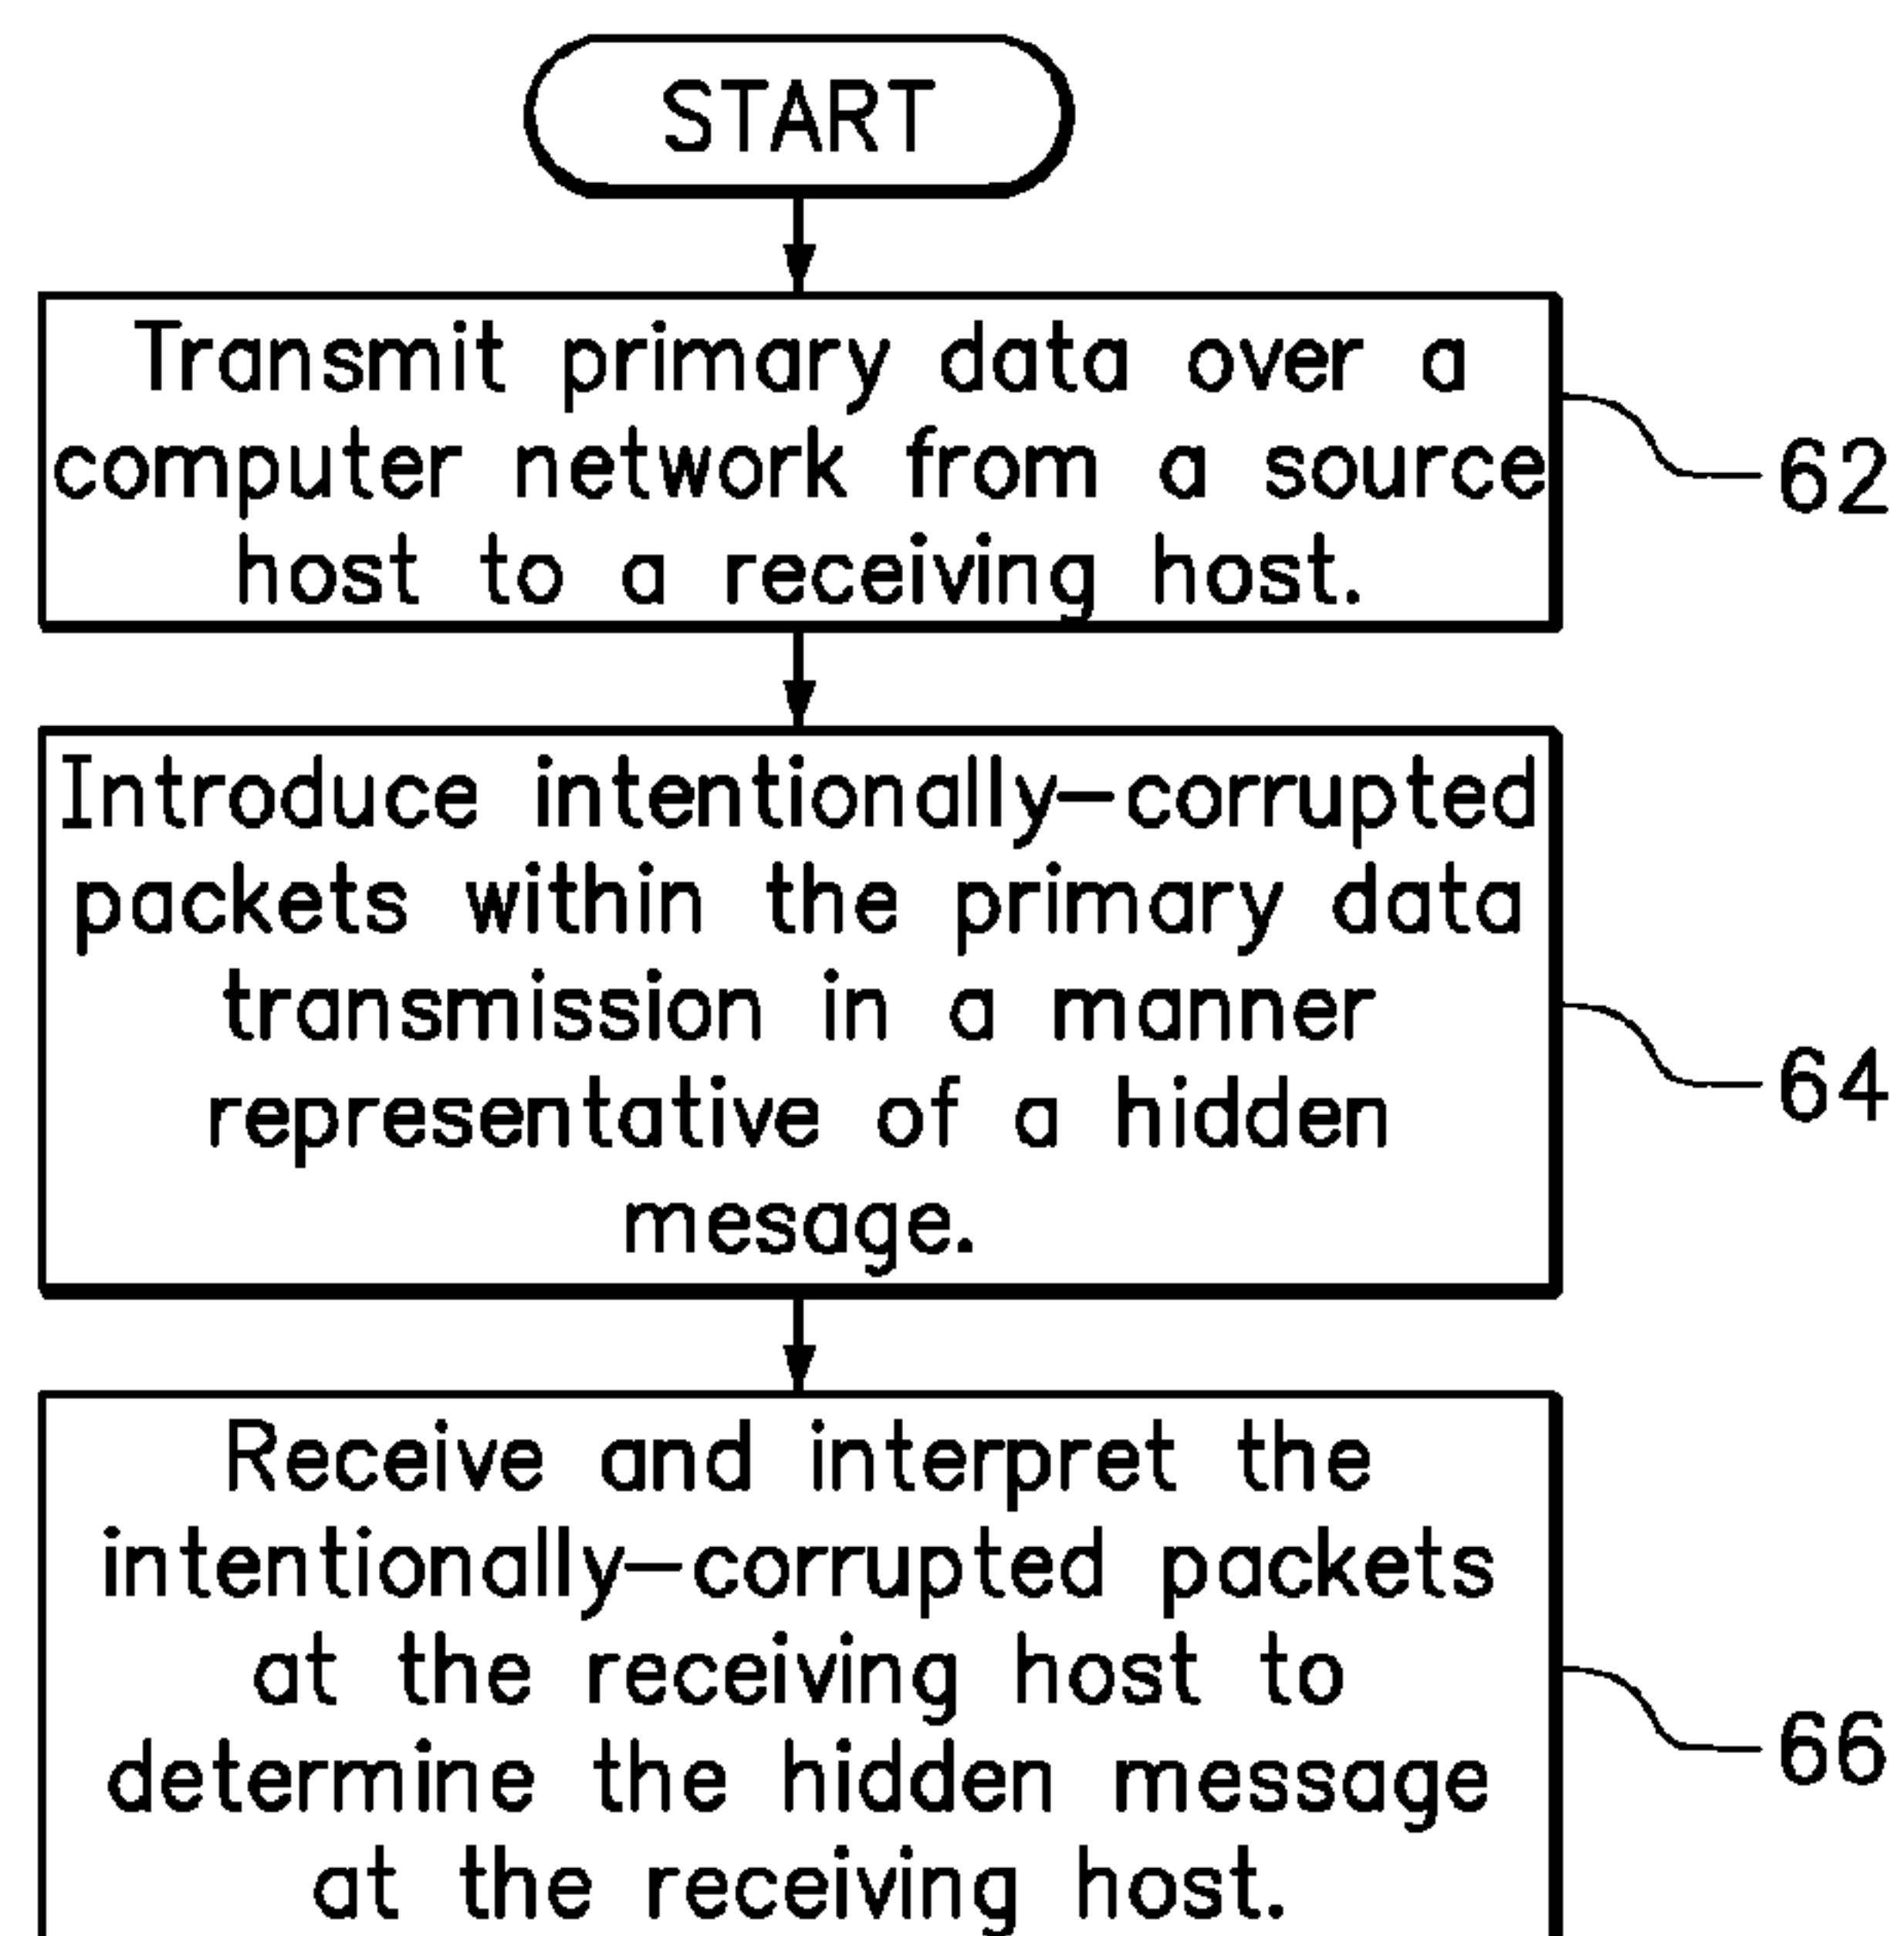 START
Transmit primary data over a
computer network from a source
host to a receiving host.
62
Introduce intentionally-corrupted
packets within the primary data
transmission in a manner
representative of a hidden
mesage.
64
Receive and interpret the
intentionally-corrupted packets
at the receiving host to
determine the hidden message
at the receiving host.
66